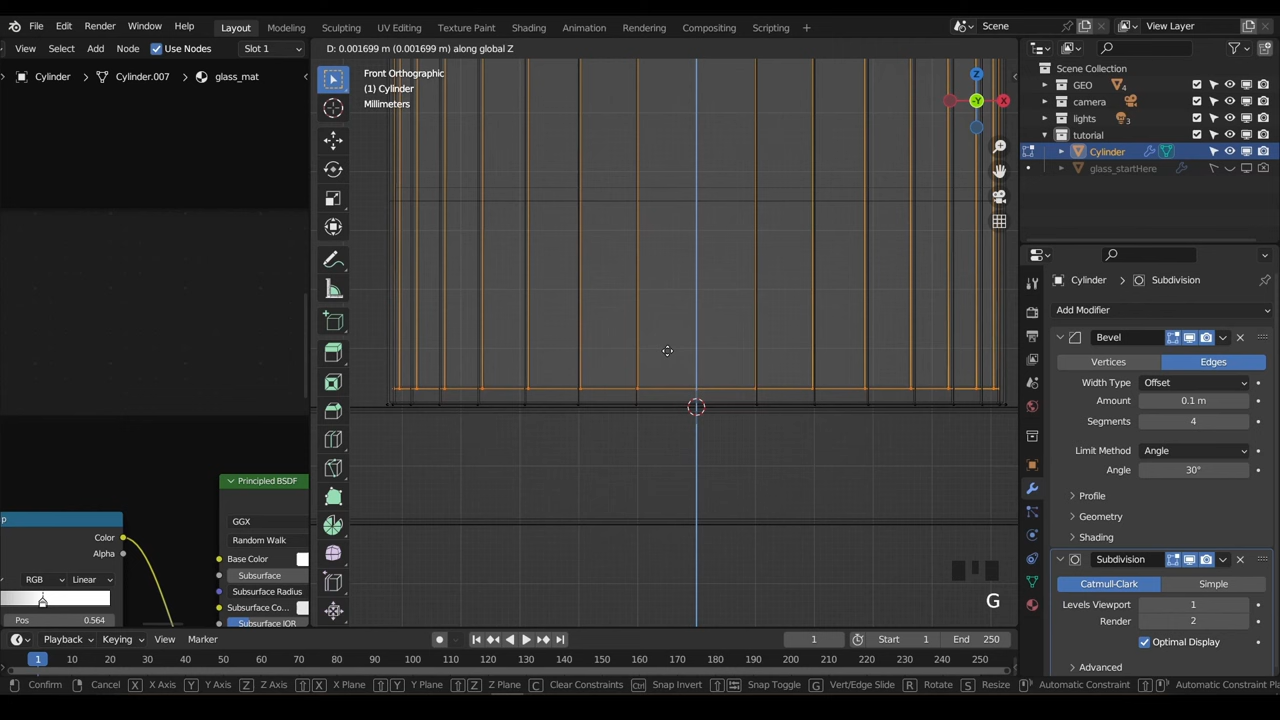 File Edit Render Window Help Layout Modeling Sculpting UV Editing Texture Paint Shading Animation Rendering Compositing Geometry Nodes Scripting Scene View Layer
View Select Add Node Use Nodes Slot 1 D: 0.001699 m (0.001699 m) along global Z
Cylinder Cylinder.007 glass_mat
Front Orthographic
(1) Cylinder
Millimeters
Z
-Y
X
Scene Collection
GEO 4
camera
lights 3
tutorial
Cylinder
glass_startHere
Cylinder Subdivision
Add Modifier
Bevel
Vertices Edges
Width Type Offset
Amount 0.1 m
Segments 4
Limit Method Angle
Angle 30°
Profile
Geometry
Shading
Subdivision
Catmull-Clark Simple
Levels Viewport 1
Render 2
Optimal Display
Advanced
Principled BSDF
GGX
Random Walk
Base Color
Subsurface
Subsurface Radius
Subsurface Co...
Subsurface IOR
p
Color
Alpha
RGB Linear
Pos 0.564
G
Playback Keying View Marker 1 Start 1 End 250
1 10 20 30 40 50 60 70 80 90 100 110 120 130 140 150 160 170 180 190 200 210 220 230 240 250
Confirm Cancel X X Axis Y Y Axis Z Z Axis X X Plane Y Y Plane Z Z Plane C Clear Constraints Ctrl Snap Invert Snap Toggle G Vert/Edge Slide R Rotate S Resize Automatic Constraint Automatic Constraint Plane